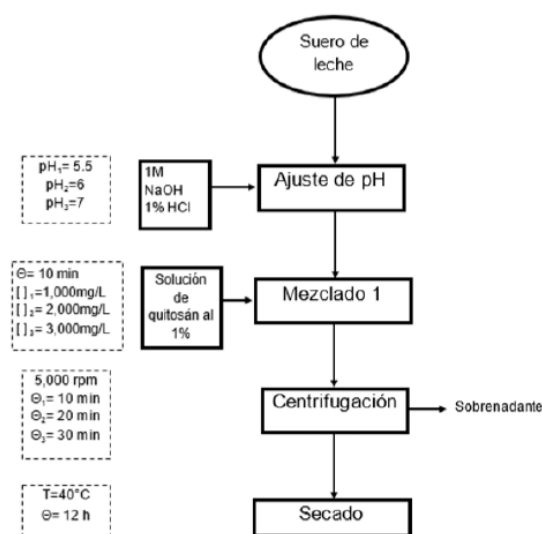 Suero de
leche
pH₁= 5.5
pH₂=6
pH₃=7
1M
NaOH
1% HCl
Ajuste de pH
Θ= 10 min
[ ]₁=1,000mg/L
[ ]₂= 2,000mg/L
[ ]₃= 3,000mg/L
Solución
de
quitosán al
1%
Mezclado 1
5,000 rpm
Θ₁= 10 min
Θ₂= 20 min
Θ₃= 30 min
Centrifugación
Sobrenadante
T=40°C
Θ= 12 h
Secado